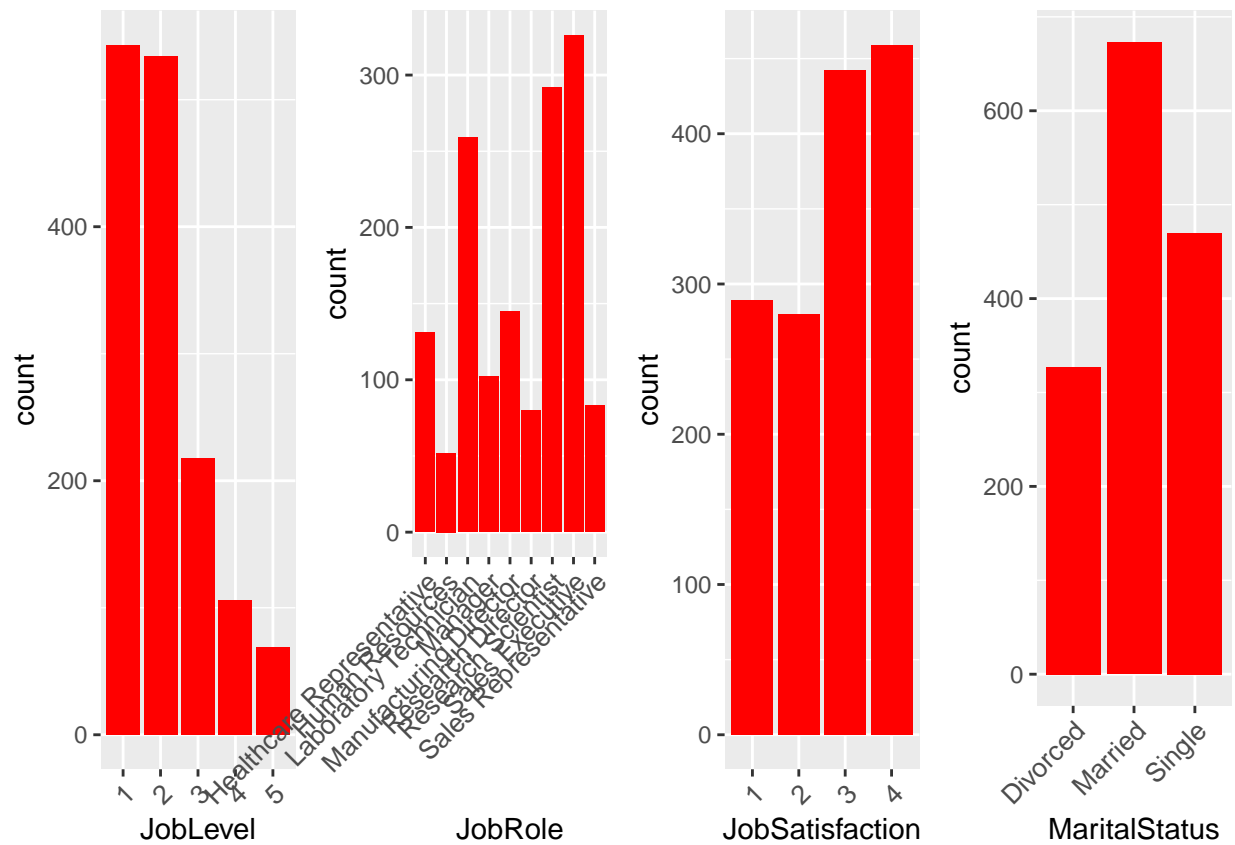 count
400
200
0
1
2
3
4
5
JobLevel
count
300
200
100
0
Healthcare Representative
Human Resources
Laboratory Technician
Manager
Manufacturing Director
Research Director
Research Scientist
Sales Executive
Sales Representative
JobRole
count
400
300
200
100
0
1
2
3
4
JobSatisfaction
count
600
400
200
0
Divorced
Married
Single
MaritalStatus